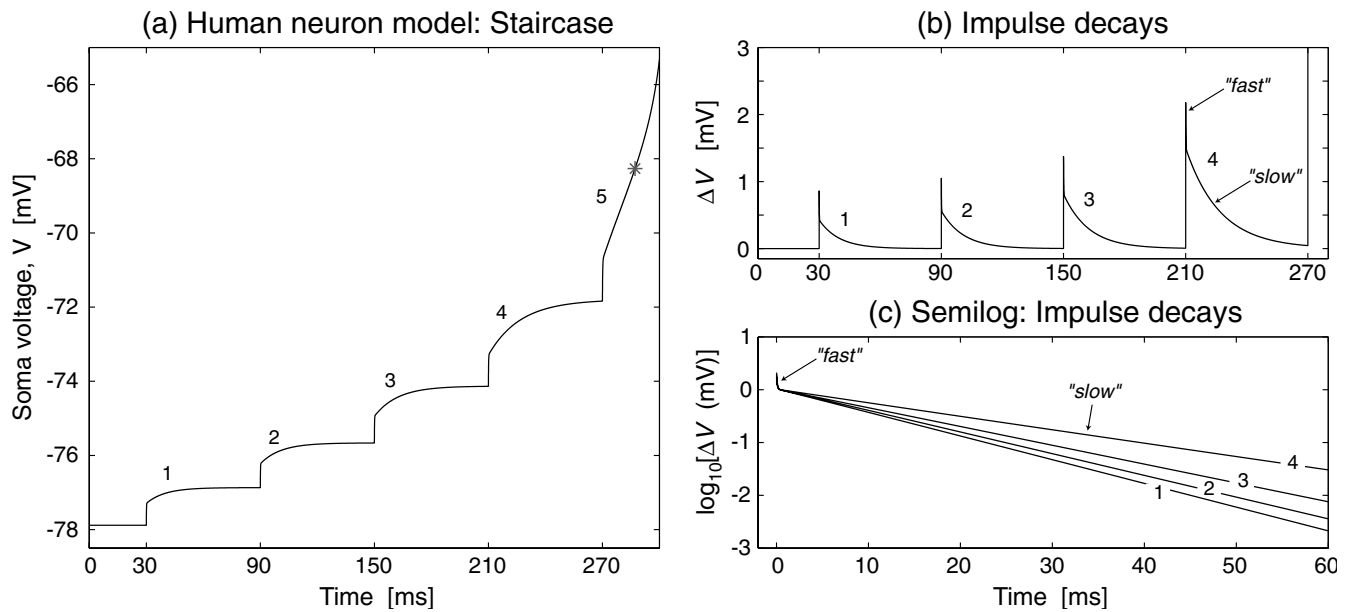 (a) Human neuron model: Staircase
Soma voltage, V [mV]
-66
-68
-70
-72
-74
-76
-78
1
2
3
4
5
0 30 90 150 210 270
Time [ms]
(b) Impulse decays
ΔV [mV]
3
2
1
0
"fast"
"slow"
1
2
3
4
0 30 90 150 210 270
(c) Semilog: Impulse decays
log10[ΔV (mV)]
1
0
-1
-2
-3
"fast"
"slow"
4
3
2
1
0 10 20 30 40 50 60
Time [ms]